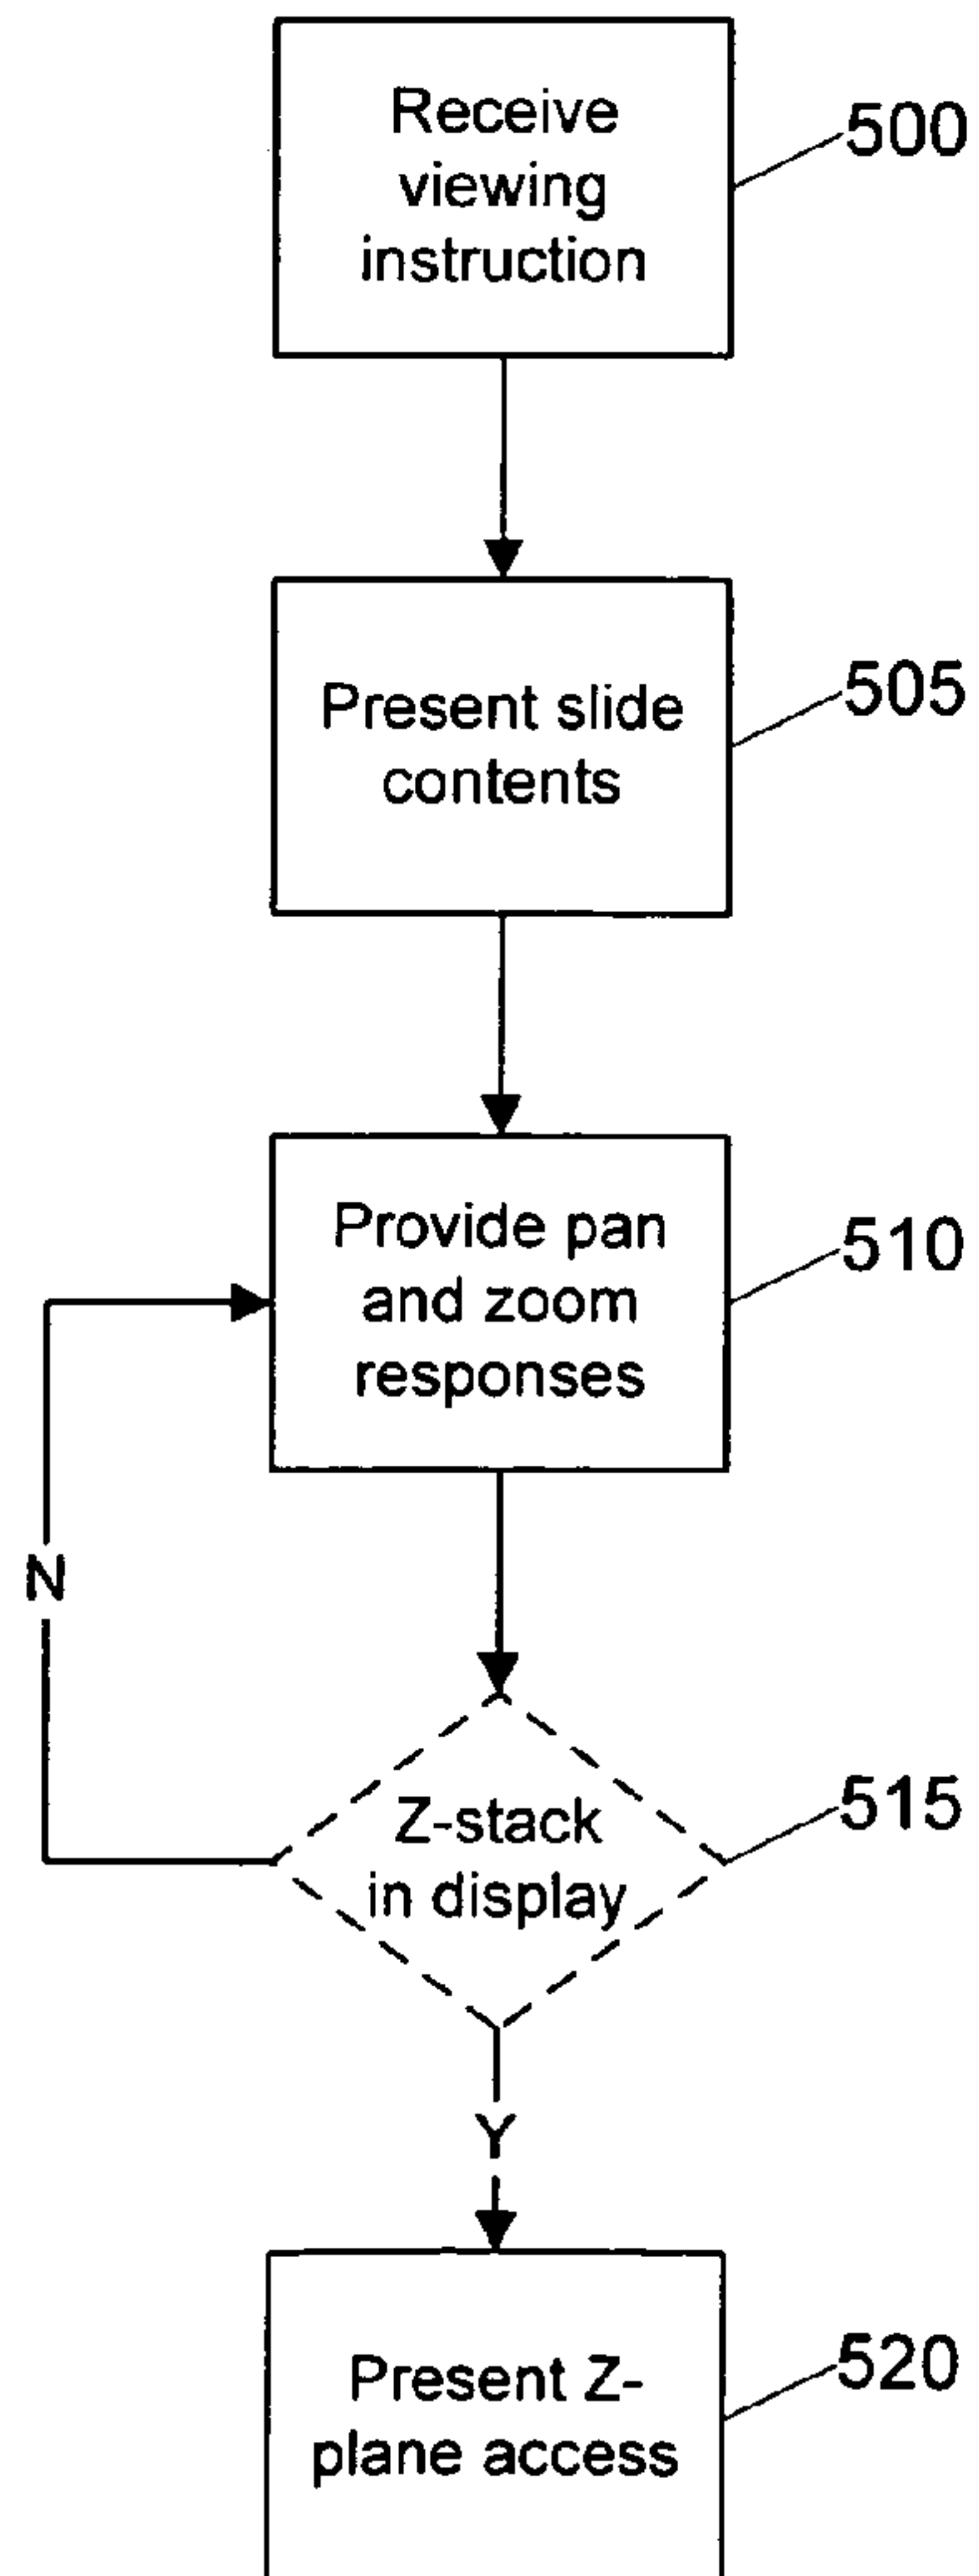 Receive
viewing
instruction
500
Present slide
contents
505
Provide pan
and zoom
responses
510
N
Z-stack
in display
515
Y
Present Z-
plane access
520